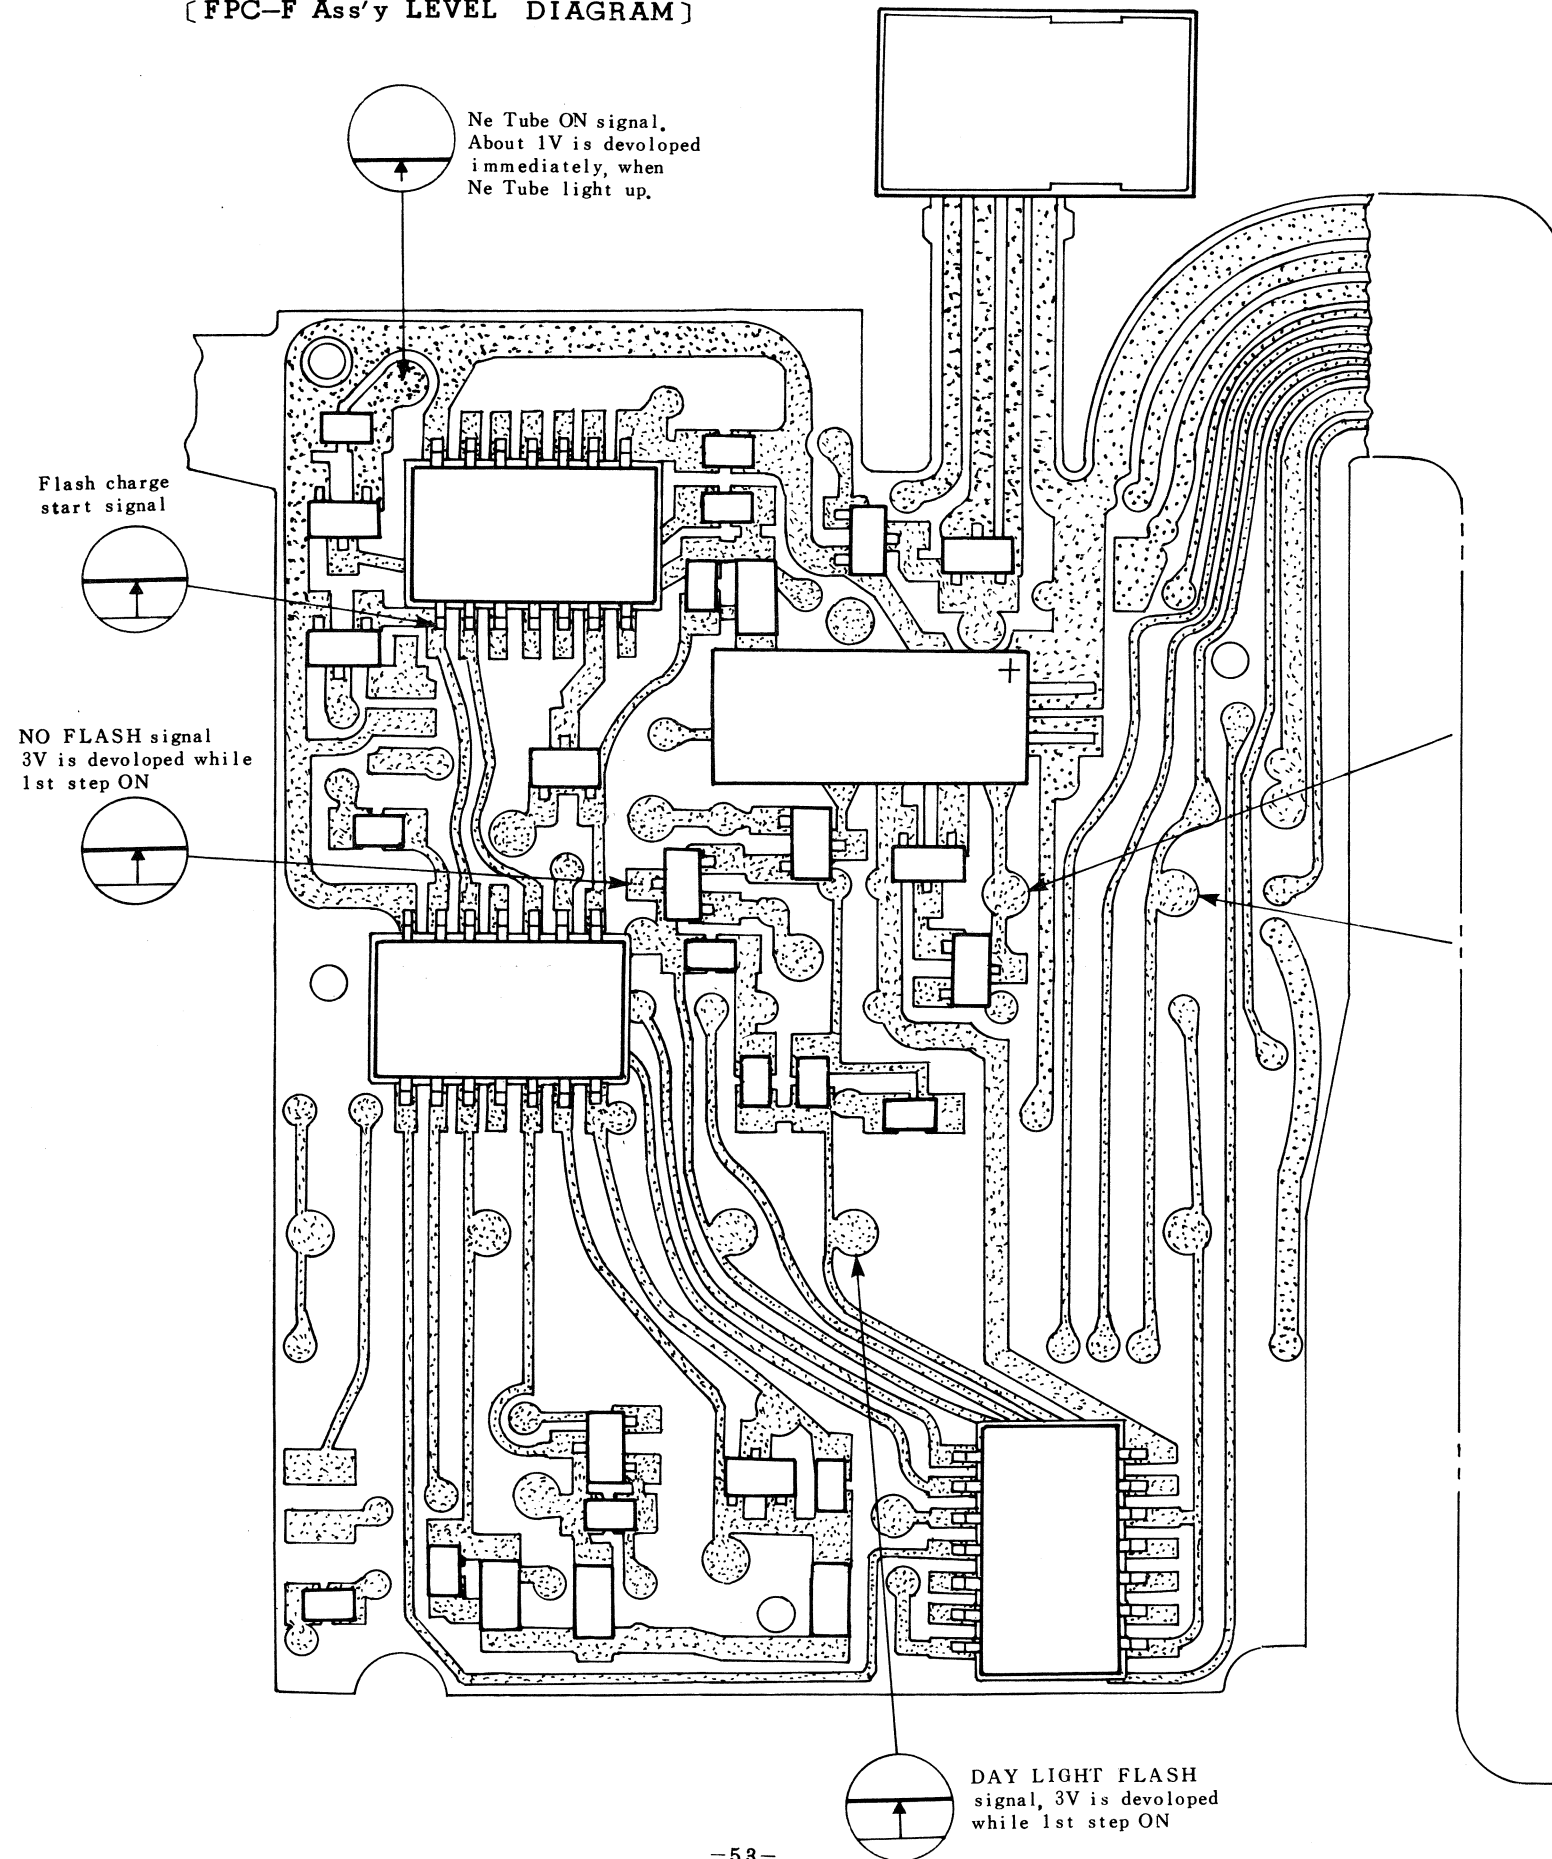 [FPC-F Ass'y LEVEL DIAGRAM]
Ne Tube ON signal.
About 1V is devoloped
immediately, when
Ne Tube light up.
Flash charge
start signal
NO FLASH signal
3V is devoloped while
1st step ON
+
DAY LIGHT FLASH
signal, 3V is devoloped
while 1st step ON
-53-